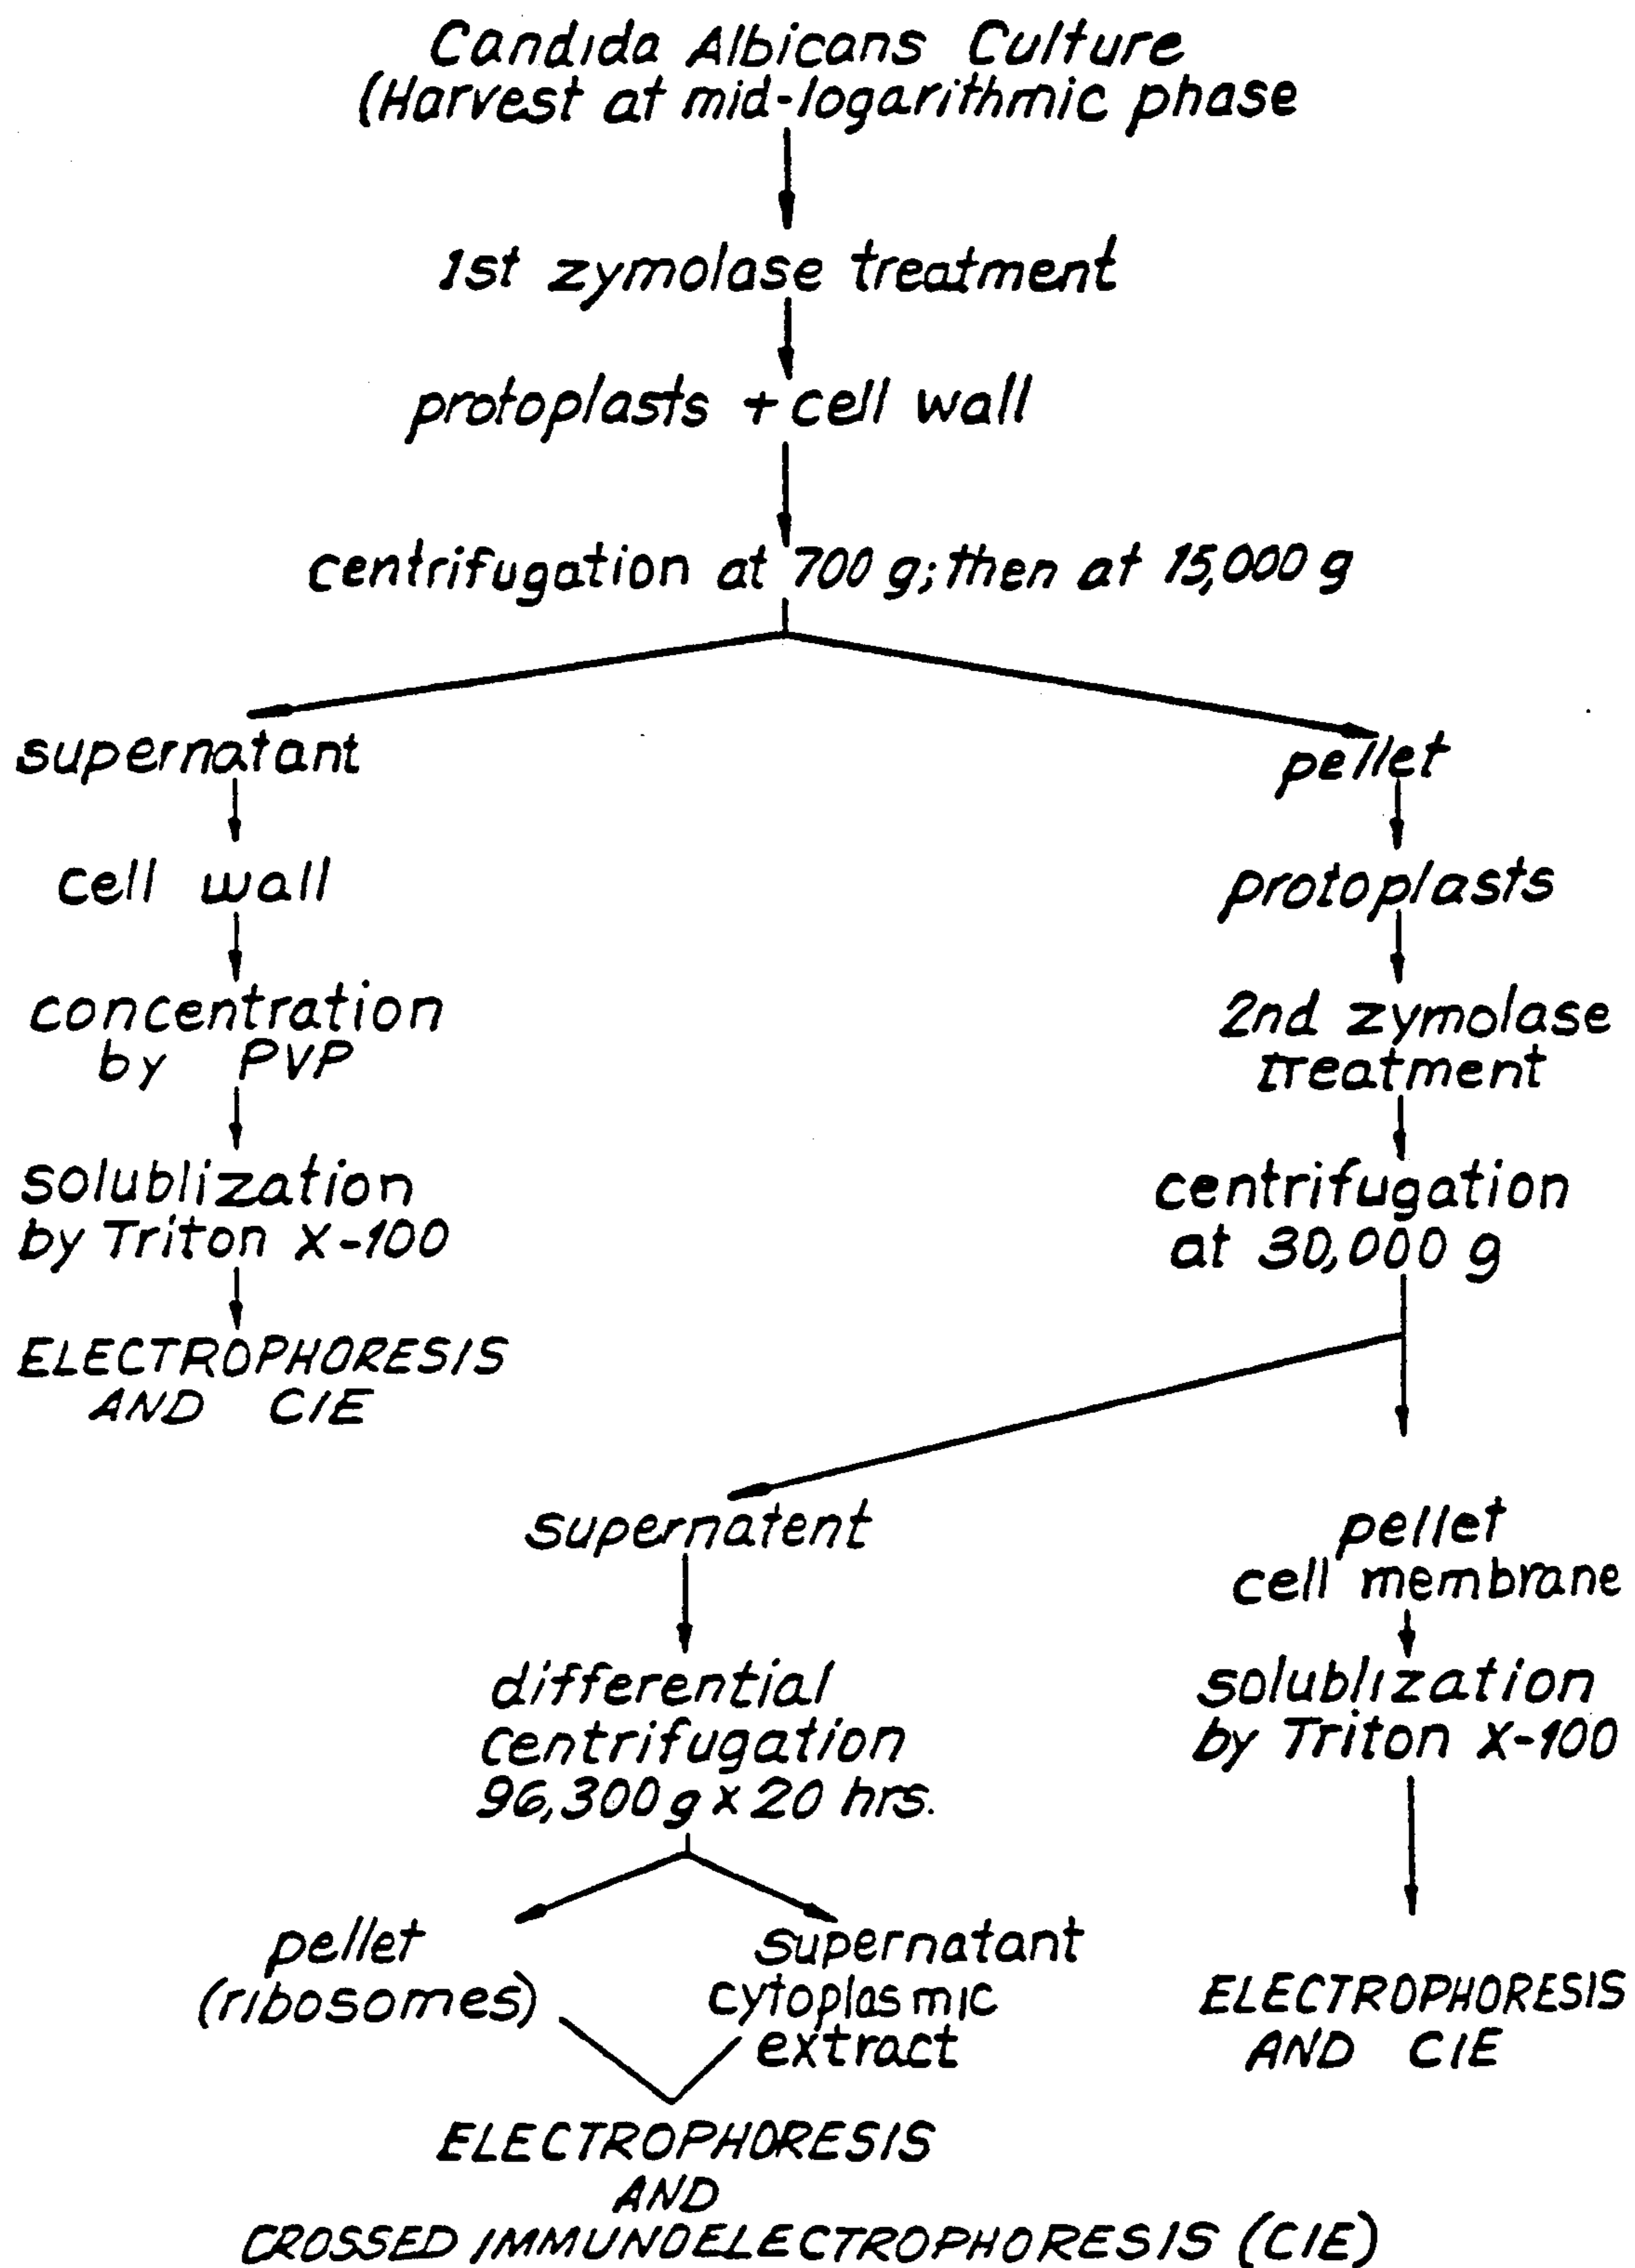 Candida Albicans Culture
(Harvest at mid-logarithmic phase
1st zymolase treatment
protoplasts + cell wall
centrifugation at 700 g; then at 15,000 g
supernatant
cell wall
concentration
by PVP
solublization
by Triton X-100
ELECTROPHORESIS
AND CIE
pellet
protoplasts
2nd zymolase
treatment
centrifugation
at 30,000 g
supernatent
differential
centrifugation
96,300 g x 20 hrs.
pellet
(ribosomes)
supernatant
cytoplasmic
extract
ELECTROPHORESIS
AND
CROSSED IMMUNOELECTROPHORESIS (CIE)
pellet
cell membrane
solublization
by Triton X-100
ELECTROPHORESIS
AND CIE